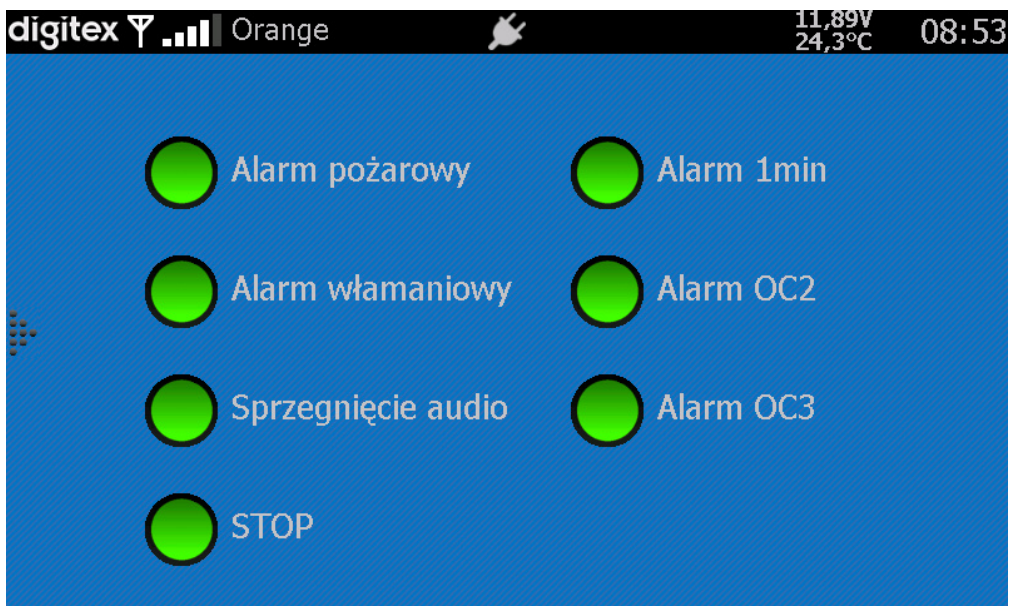 digitex Orange 11,89V 08:53
24,3°C
Alarm pożarowy
Alarm 1min
Alarm włamaniowy
Alarm OC2
Sprzegnięcie audio
Alarm OC3
STOP